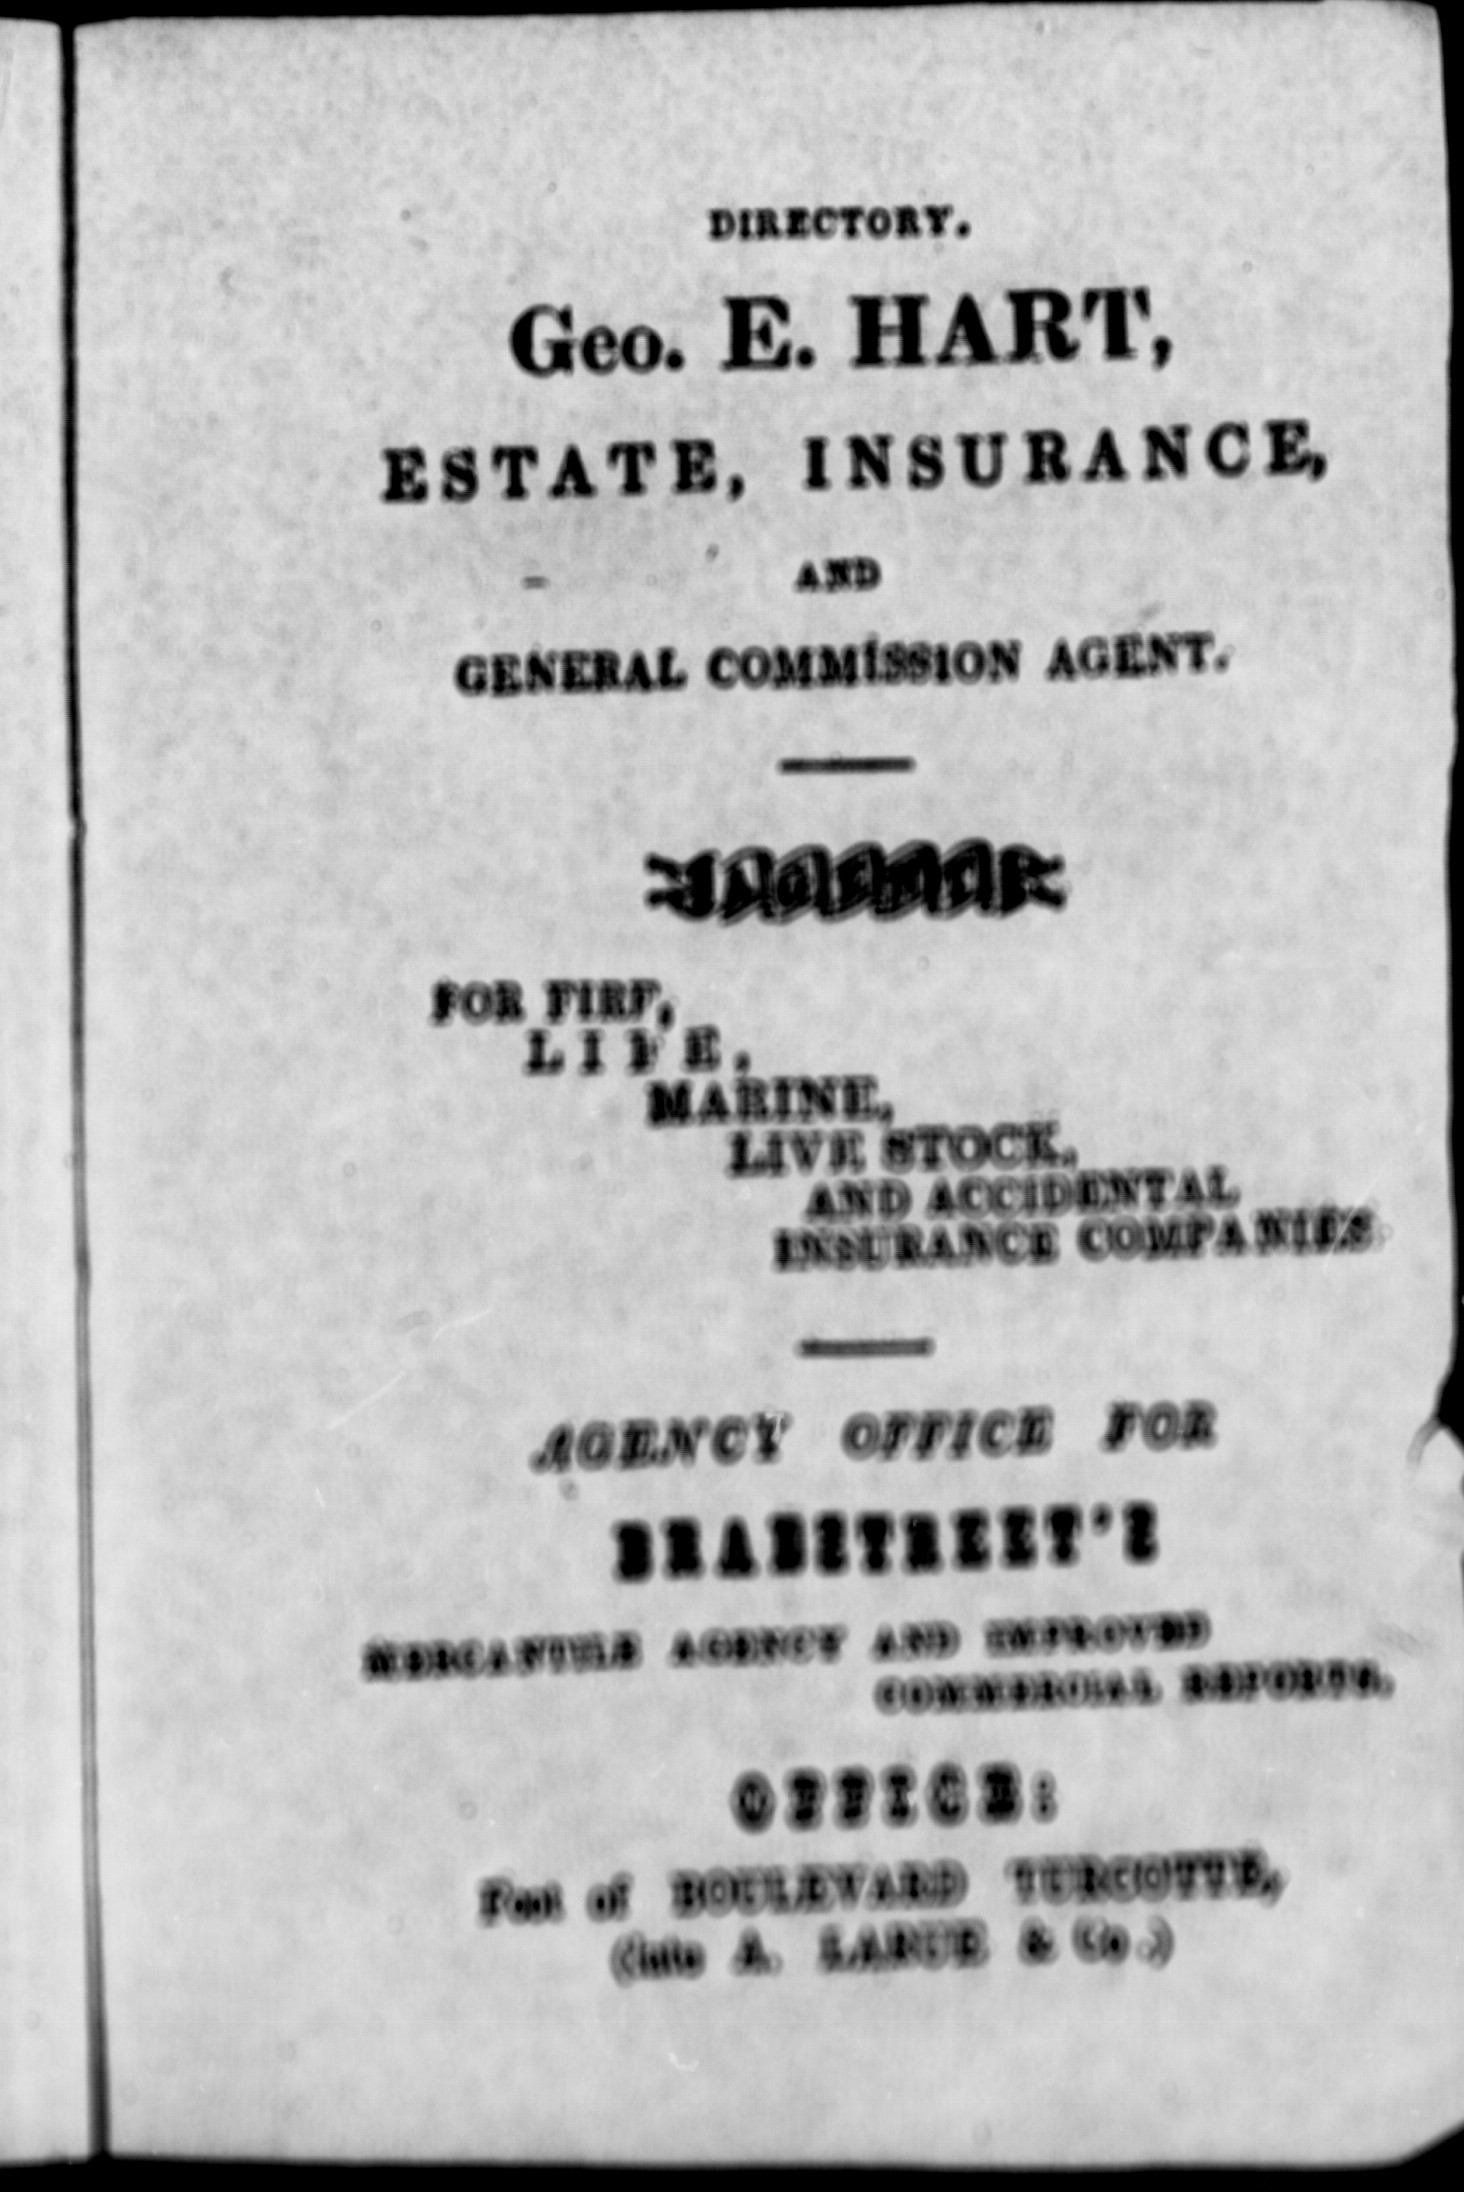 DIRECTORY.
Geo. E. HART,
ESTATE, INSURANCE,
AND
GENERAL COMMISSION AGENT.
AGENT
FOR FIRE,
LIFE,
MARINE,
LIVE STOCK,
AND ACCIDENTAL
INSURANCE COMPANIES
AGENCY OFFICE FOR
BRADSTREET'S
MERCANTILE AGENCY AND IMPROVED
COMMERCIAL REPORTS.
OFFICE:
Foot of BOULEVARD TURCOTTE,
(late A. LARUE & Co.)